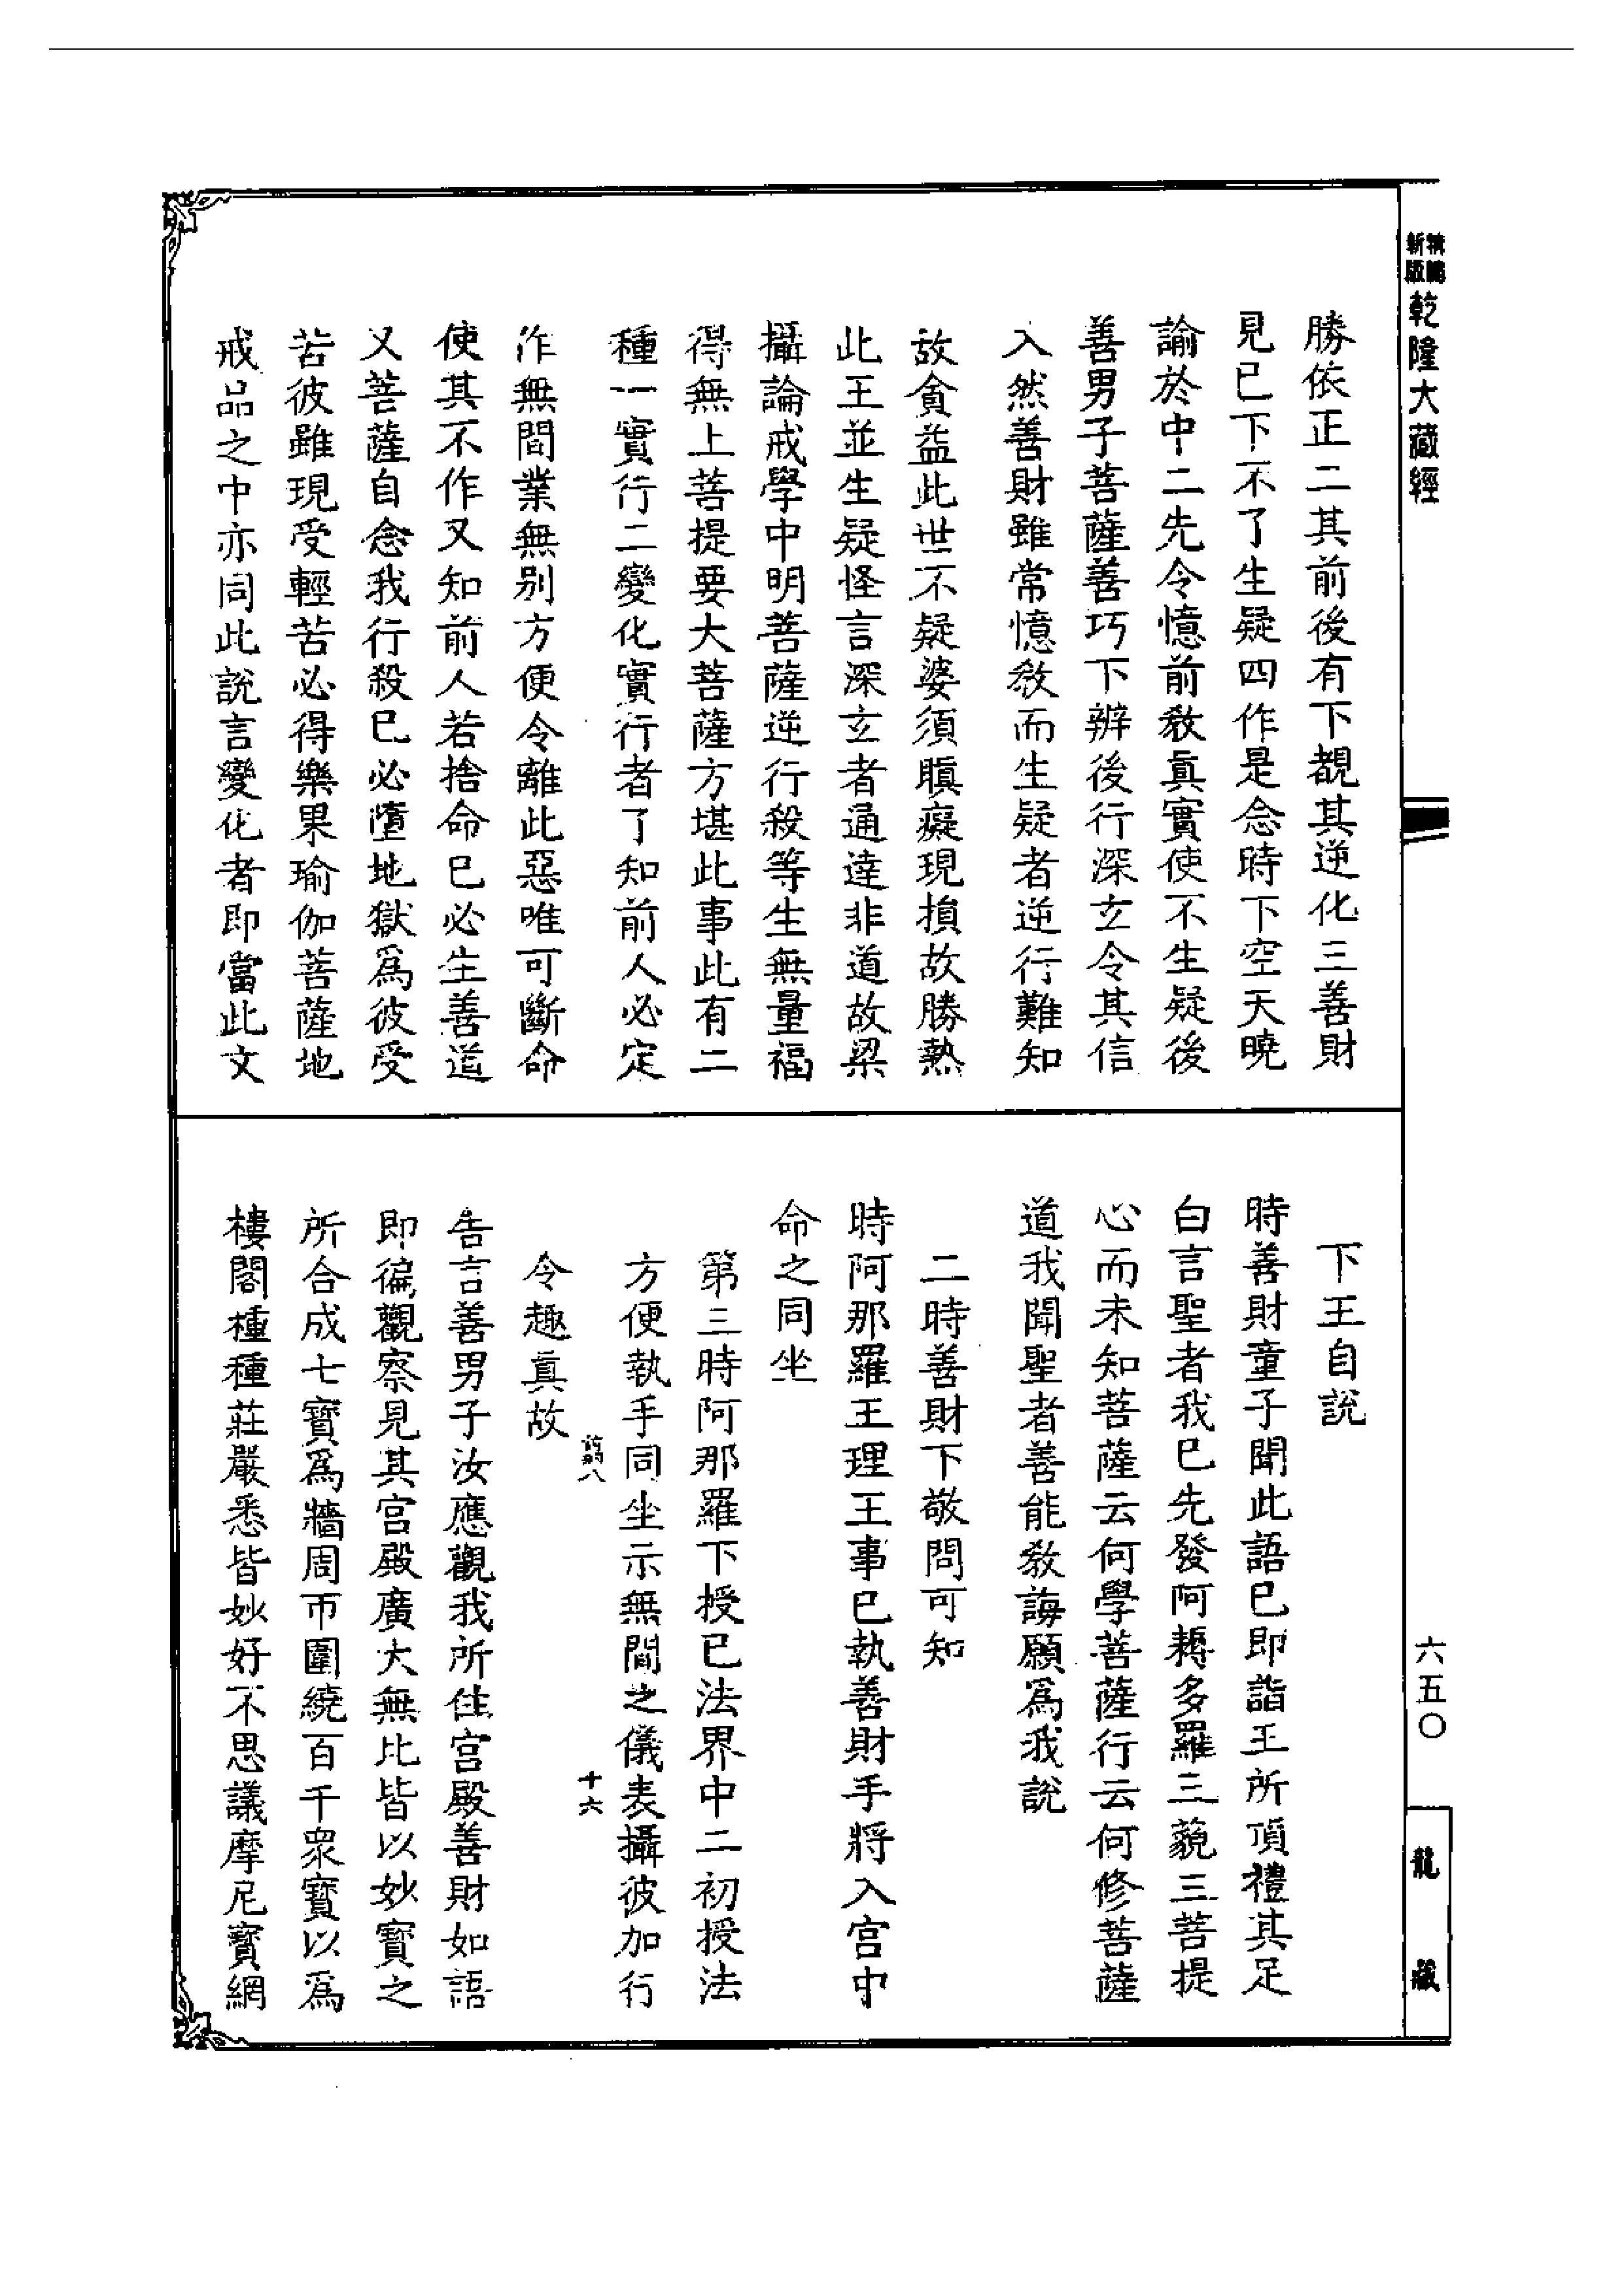 精編
新版
乾隆大藏經
勝依正二其前後有下覩其逆化三善財
見已下不了生疑四作是念時下空天曉
諭於中二先令憶前教真實使不生疑後
善男子菩薩善巧下辨後行深玄令其信
入然善財雖常憶教而生疑者逆行難知
故貪益此世不疑婆須瞋癡現損故勝熱
此王並生疑怪言深玄者通達非道故梁
攝論戒學中明菩薩逆行殺等生無量福
得無上菩提要大菩薩方堪此事此有二
種一實行二變化實行者了知前人必定
作無間業無別方便令離此惡唯可斷命
使其不作又知前人若捨命已必生善道
又菩薩自念我行殺已必墮地獄為彼受
苦彼雖現受輕苦必得樂果瑜伽菩薩地
戒品之中亦同此說言變化者即當此文
下王自說
時善財童子聞此語已即詣王所頂禮其足
白言聖者我已先發阿耨多羅三藐三菩提
心而未知菩薩云何學菩薩行云何修菩薩
道我聞聖者善能教誨願為我說
二時善財下敬問可知
時阿那羅王理王事已執善財手將入宮中
命之同坐
第三時阿那羅下授已法界中二初授法
方便執手同坐示無間之儀表攝彼加行
十六
令趣真故
告言善男子汝應觀我所住宮殿善財如語
即徧觀察見其宮殿廣大無比皆以妙寶之
所合成七寶為牆周帀圍繞百千眾寶以為
樓閣種種莊嚴悉皆妙好不思議摩尼寶網
六五〇
龍藏